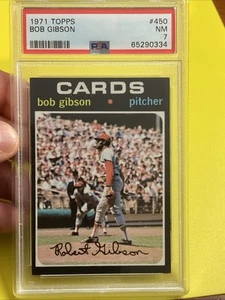 1971 TOPPS #450
BOB GIBSON NM
PSA 7
65290334
CARDS
bob gibson • pitcher
Robert Gibson